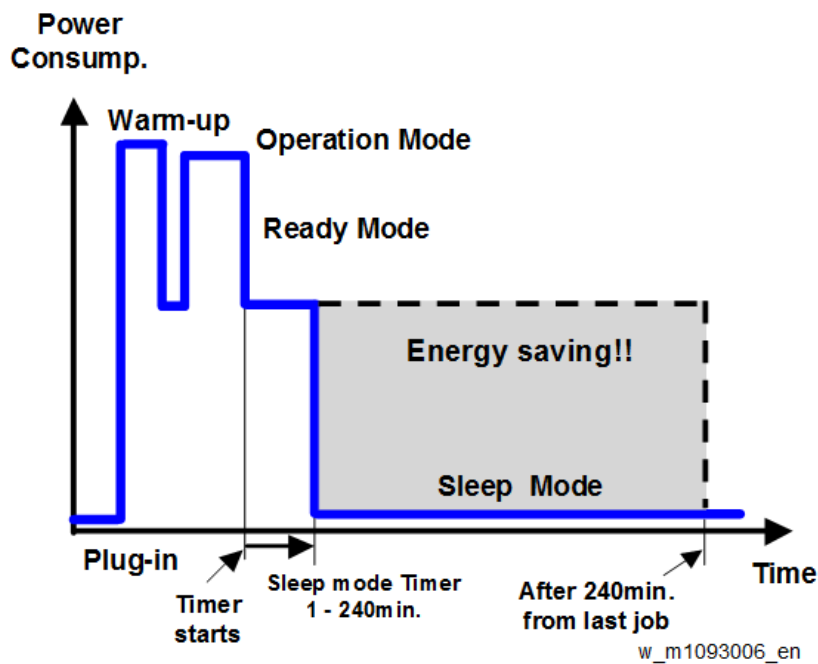 Power
Consump.
Warm-up
Operation Mode
Ready Mode
Energy saving!!
Sleep Mode
Plug-in
Time
Timer
starts
Sleep mode Timer
1 - 240min.
After 240min.
from last job
w_m1093006_en